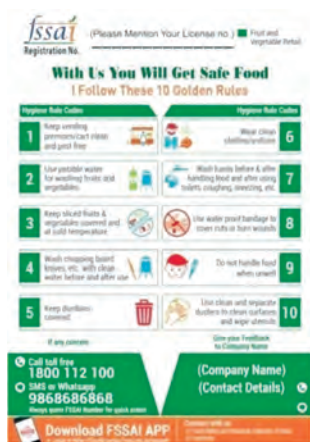 fssai
Registration No.
(Please Mention Your License no.)
Fruit and
Vegetable Retail
With Us You Will Get Safe Food
I Follow These 10 Golden Rules
Hygiene Rule Codes
Hygiene Rule Codes
1
Keep vending
premises/cart clean
and pest free
Wear clean
clothes/uniform
6
2
Use potable water
for washing fruits and
vegetables
Wash hands before & after
handling food and after using
toilets, coughing, sneezing, etc.
7
3
Keep sliced fruits &
vegetables covered and
at cold temperature
Use water proof bandage to
cover cuts or burn wounds
8
4
Wash chopping board
knives, etc. with clean
water before and after use
Do not handle food
when unwell
9
5
Keep dustbins
covered
Use clean and separate
dusters to clean surfaces
and wipe utensils
10
If any concern
Give your Feedback
to Company Name
Call toll free
1800 112 100
SMS or Whatsapp
9868686868
Always quote FSSAI Number for quick action
(Company Name)
(Contact Details)
Download FSSAI APP
Connect with us